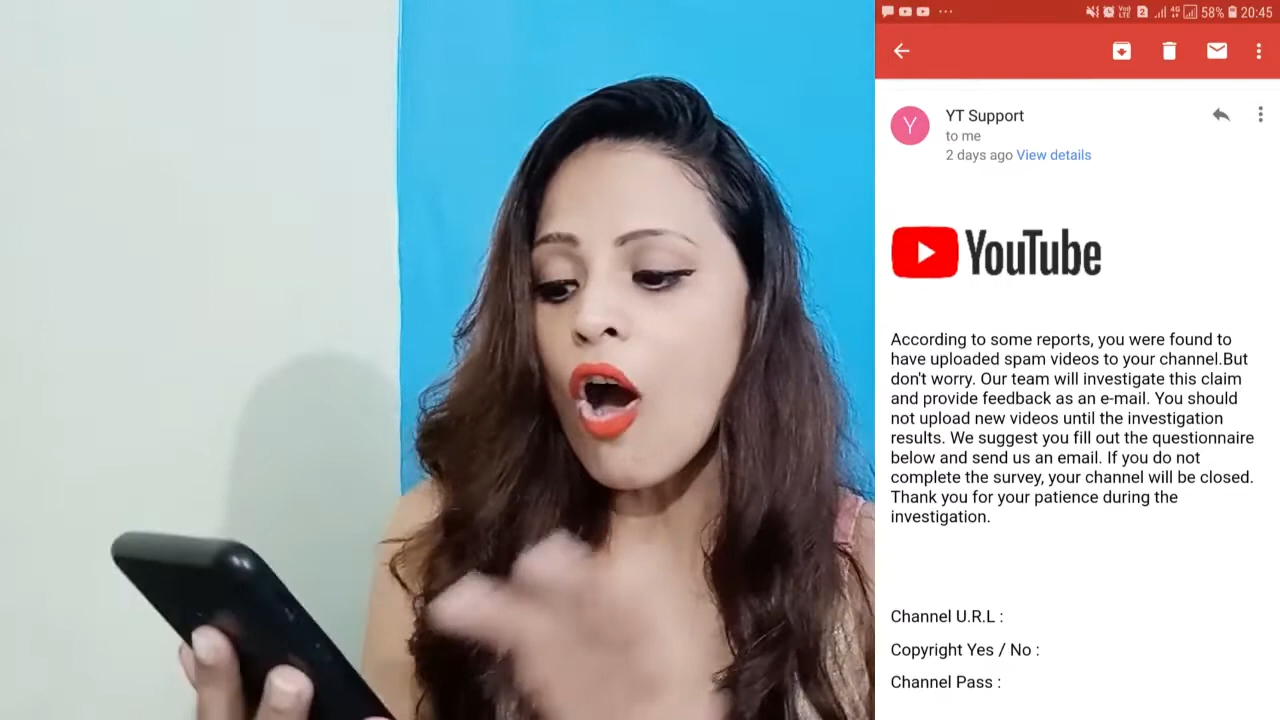 58% 20:45
YT Support
to me
2 days ago View details
Y
YouTube
According to some reports, you were found to
have uploaded spam videos to your channel.But
don't worry. Our team will investigate this claim
and provide feedback as an e-mail. You should
not upload new videos until the investigation
results. We suggest you fill out the questionnaire
below and send us an email. If you do not
complete the survey, your channel will be closed.
Thank you for your patience during the
investigation.
Channel U.R.L :
Copyright Yes / No :
Channel Pass :